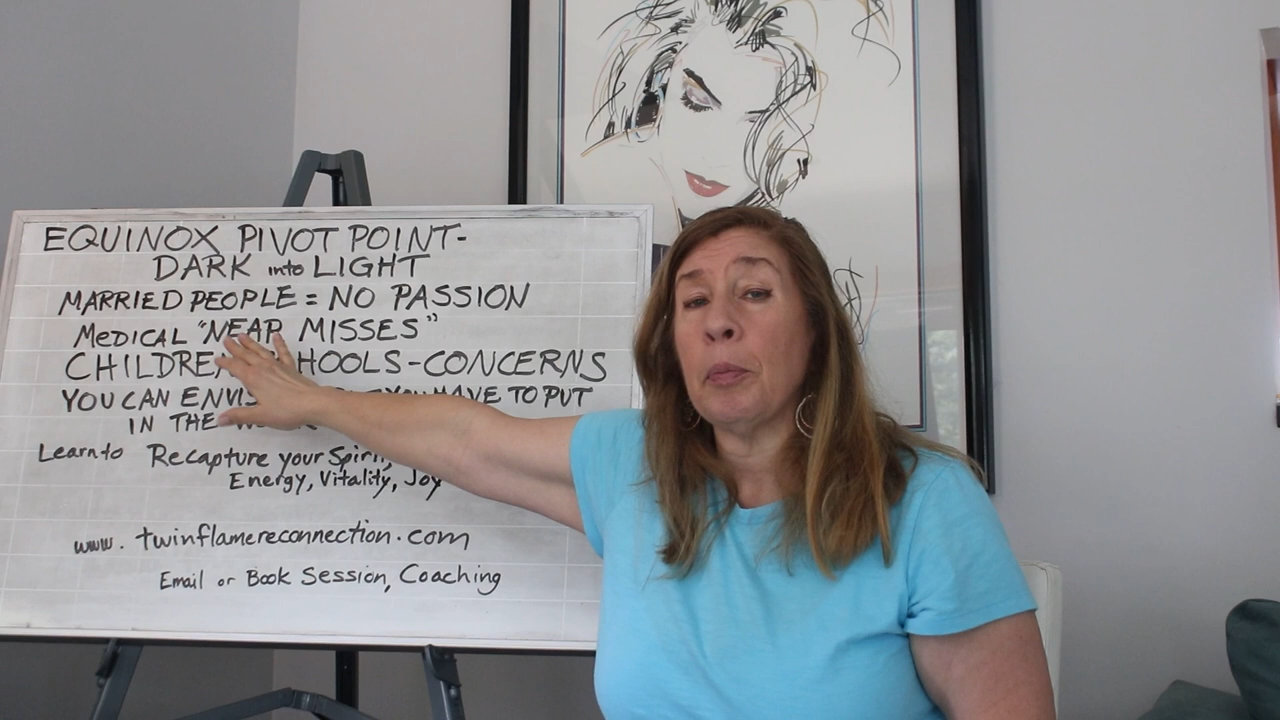 EQUINOX PIVOT POINT-
DARK into LIGHT
MARRIED PEOPLE = NO PASSION
MEDICAL "NEAR MISSES"
CHILDREN HOOLS-CONCERNS
YOU CAN ENVIS YOU HAVE TO PUT
IN THE
Learn to Recapture your Spirit,
Energy, Vitality, Joy
www.twinflamereconnection.com
Email or Book Session, Coaching